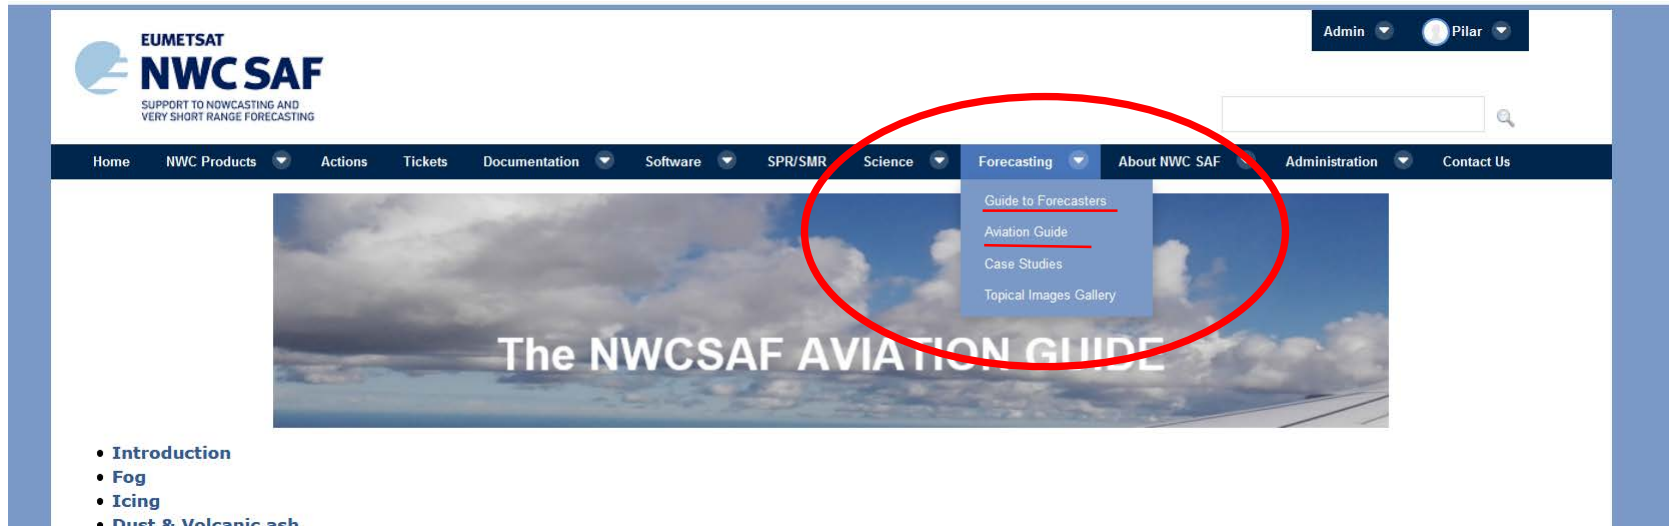 EUMETSAT
NWC SAF
SUPPORT TO NOWCASTING AND
VERY SHORT RANGE FORECASTING
Admin Pilar
Home NWC Products Actions Tickets Documentation Software SPR/SMR Science Forecasting About NWC SAF Administration Contact Us
Guide to Forecasters
Aviation Guide
Case Studies
Topical Images Gallery
The NWCSAF AVIATION GUIDE
• Introduction
• Fog
• Icing
• Dust & Volcanic ash